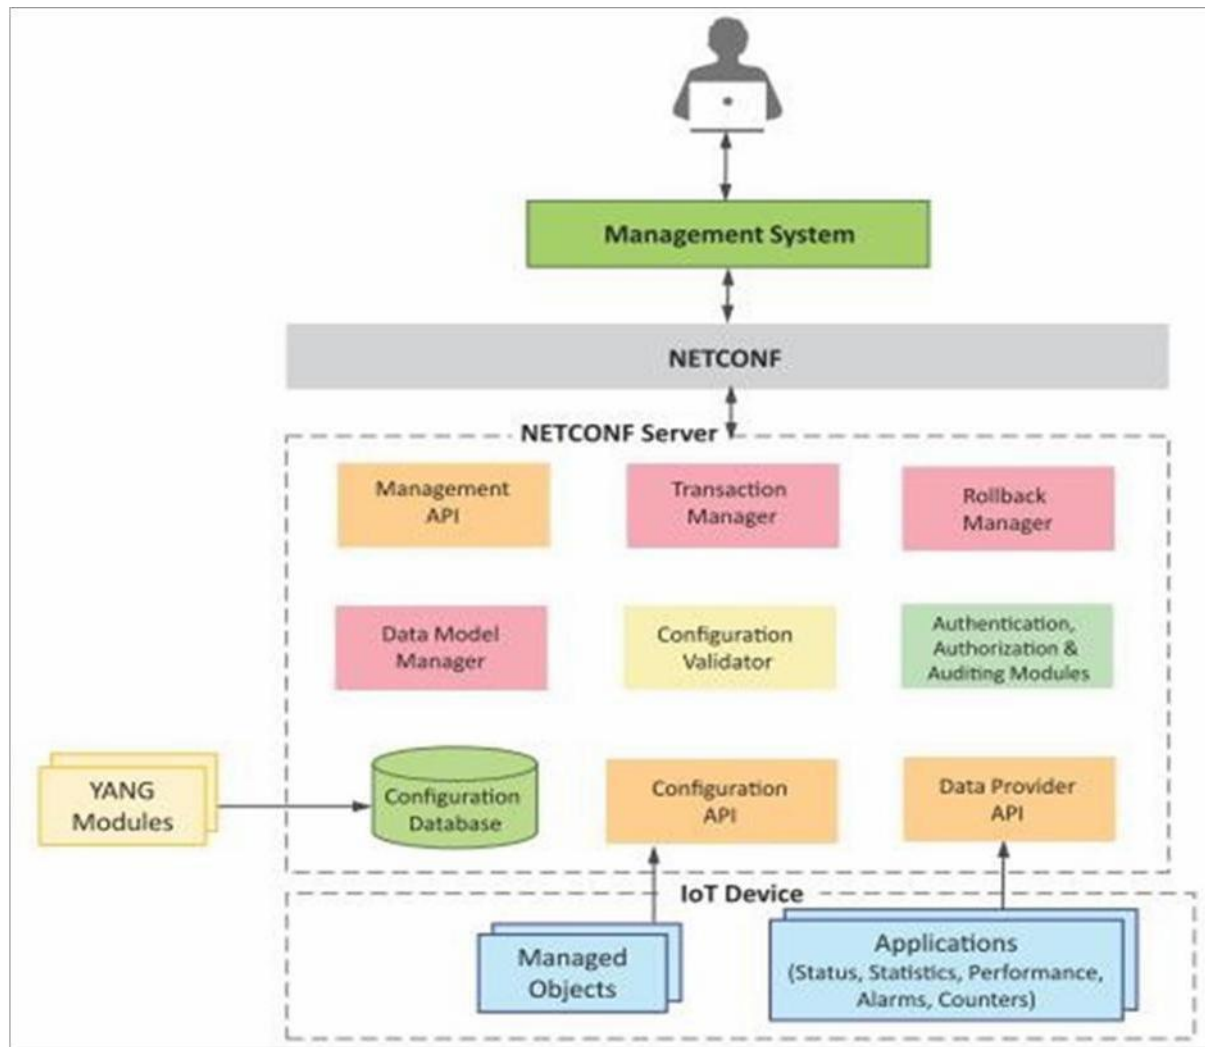 Management System
NETCONF
NETCONF Server
Management
API
Transaction
Manager
Rollback
Manager
Data Model
Manager
Configuration
Validator
Authentication,
Authorization &
Auditing Modules
YANG
Modules
Configuration
Database
Configuration
API
Data Provider
API
IoT Device
Managed
Objects
Applications
(Status, Statistics, Performance,
Alarms, Counters)